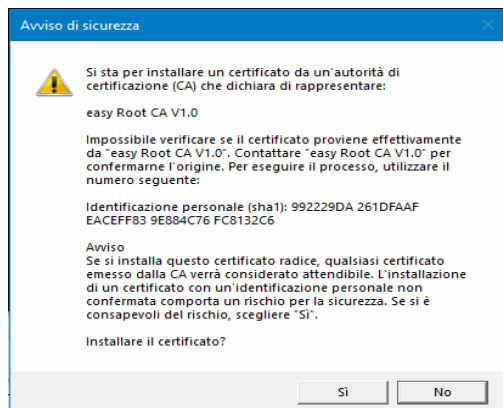 Avviso di sicurezza
Si sta per installare un certificato da un'autorità di
certificazione (CA) che dichiara di rappresentare:
easy Root CA V1.0
Impossibile verificare se il certificato proviene effettivamente
da "easy Root CA V1.0". Contattare "easy Root CA V1.0" per
confermarne l'origine. Per eseguire il processo, utilizzare il
numero seguente:
Identificazione personale (sha1): 992229DA 261DFAAF
EACEFF83 9E884C76 FC8132C6
Avviso
Se si installa questo certificato radice, qualsiasi certificato
emesso dalla CA verrà considerato attendibile. L'installazione
di un certificato con un'identificazione personale non
confermata comporta un rischio per la sicurezza. Se si è
consapevoli del rischio, scegliere "Sì".
Installare il certificato?
Sì
No